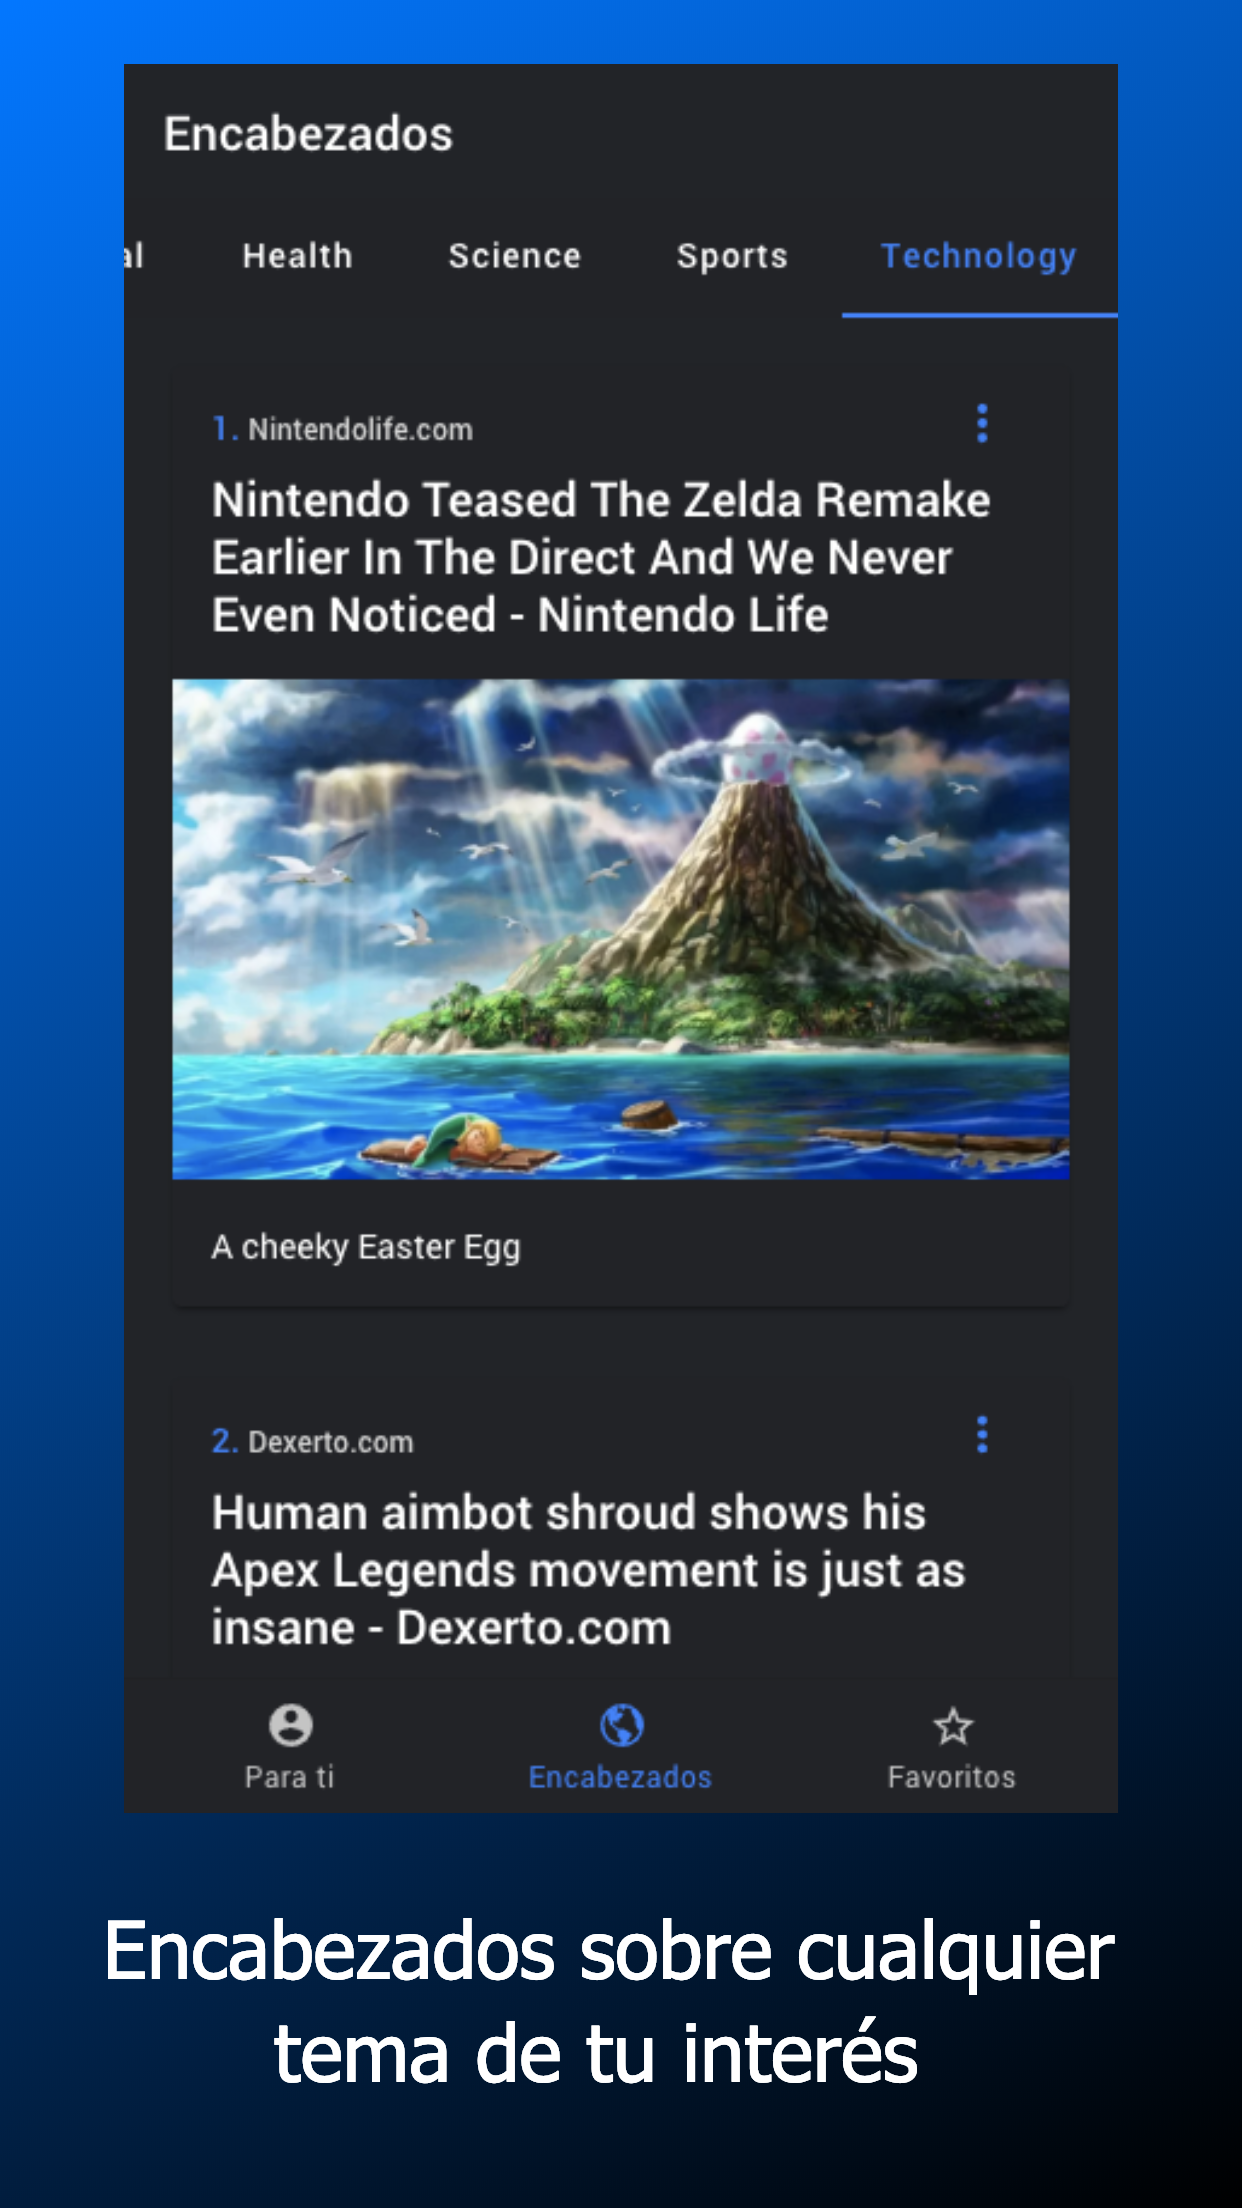 Encabezados
al Health Science Sports Technology
1. Nintendolife.com
Nintendo Teased The Zelda Remake
Earlier In The Direct And We Never
Even Noticed - Nintendo Life
A cheeky Easter Egg
2. Dexerto.com
Human aimbot shroud shows his
Apex Legends movement is just as
insane - Dexerto.com
Para ti Encabezados Favoritos
Encabezados sobre cualquier
tema de tu interés